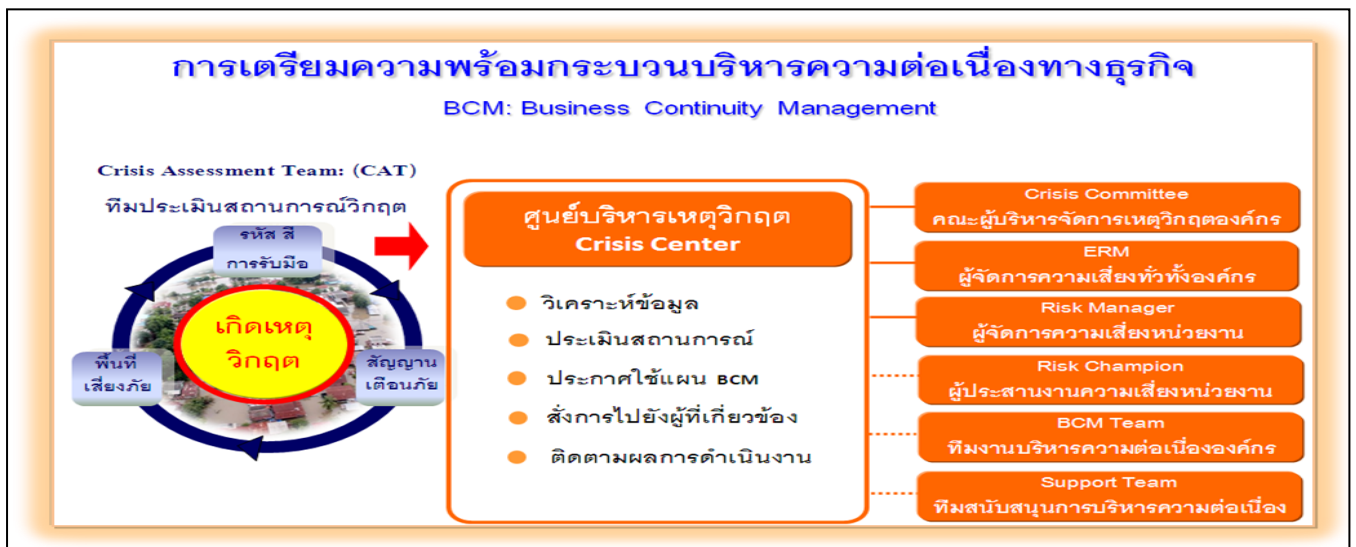 การเตรียมความพร้อมกระบวนบริหารความต่อเนื่องทางธุรกิจ
BCM: Business Continuity Management
Crisis Assessment Team: (CAT)
ทีมประเมินสถานการณ์วิกฤต
รหัส สี
การรับมือ
เกิดเหตุ
วิกฤต
พื้นที่
เสี่ยงภัย
สัญญาน
เตือนภัย
ศูนย์บริหารเหตุวิกฤต
Crisis Center
วิเคราะห์ข้อมูล
ประเมินสถานการณ์
ประกาศใช้แผน BCM
สั่งการไปยังผู้ที่เกี่ยวข้อง
ติดตามผลการดำเนินงาน
Crisis Committee
คณะผู้บริหารจัดการเหตุวิกฤตองค์กร
ERM
ผู้จัดการความเสี่ยงทั่วทั้งองค์กร
Risk Manager
ผู้จัดการความเสี่ยงหน่วยงาน
Risk Champion
ผู้ประสานงานความเสี่ยงหน่วยงาน
BCM Team
ทีมงานบริหารความต่อเนื่ององค์กร
Support Team
ทีมสนับสนุนการบริหารความต่อเนื่อง